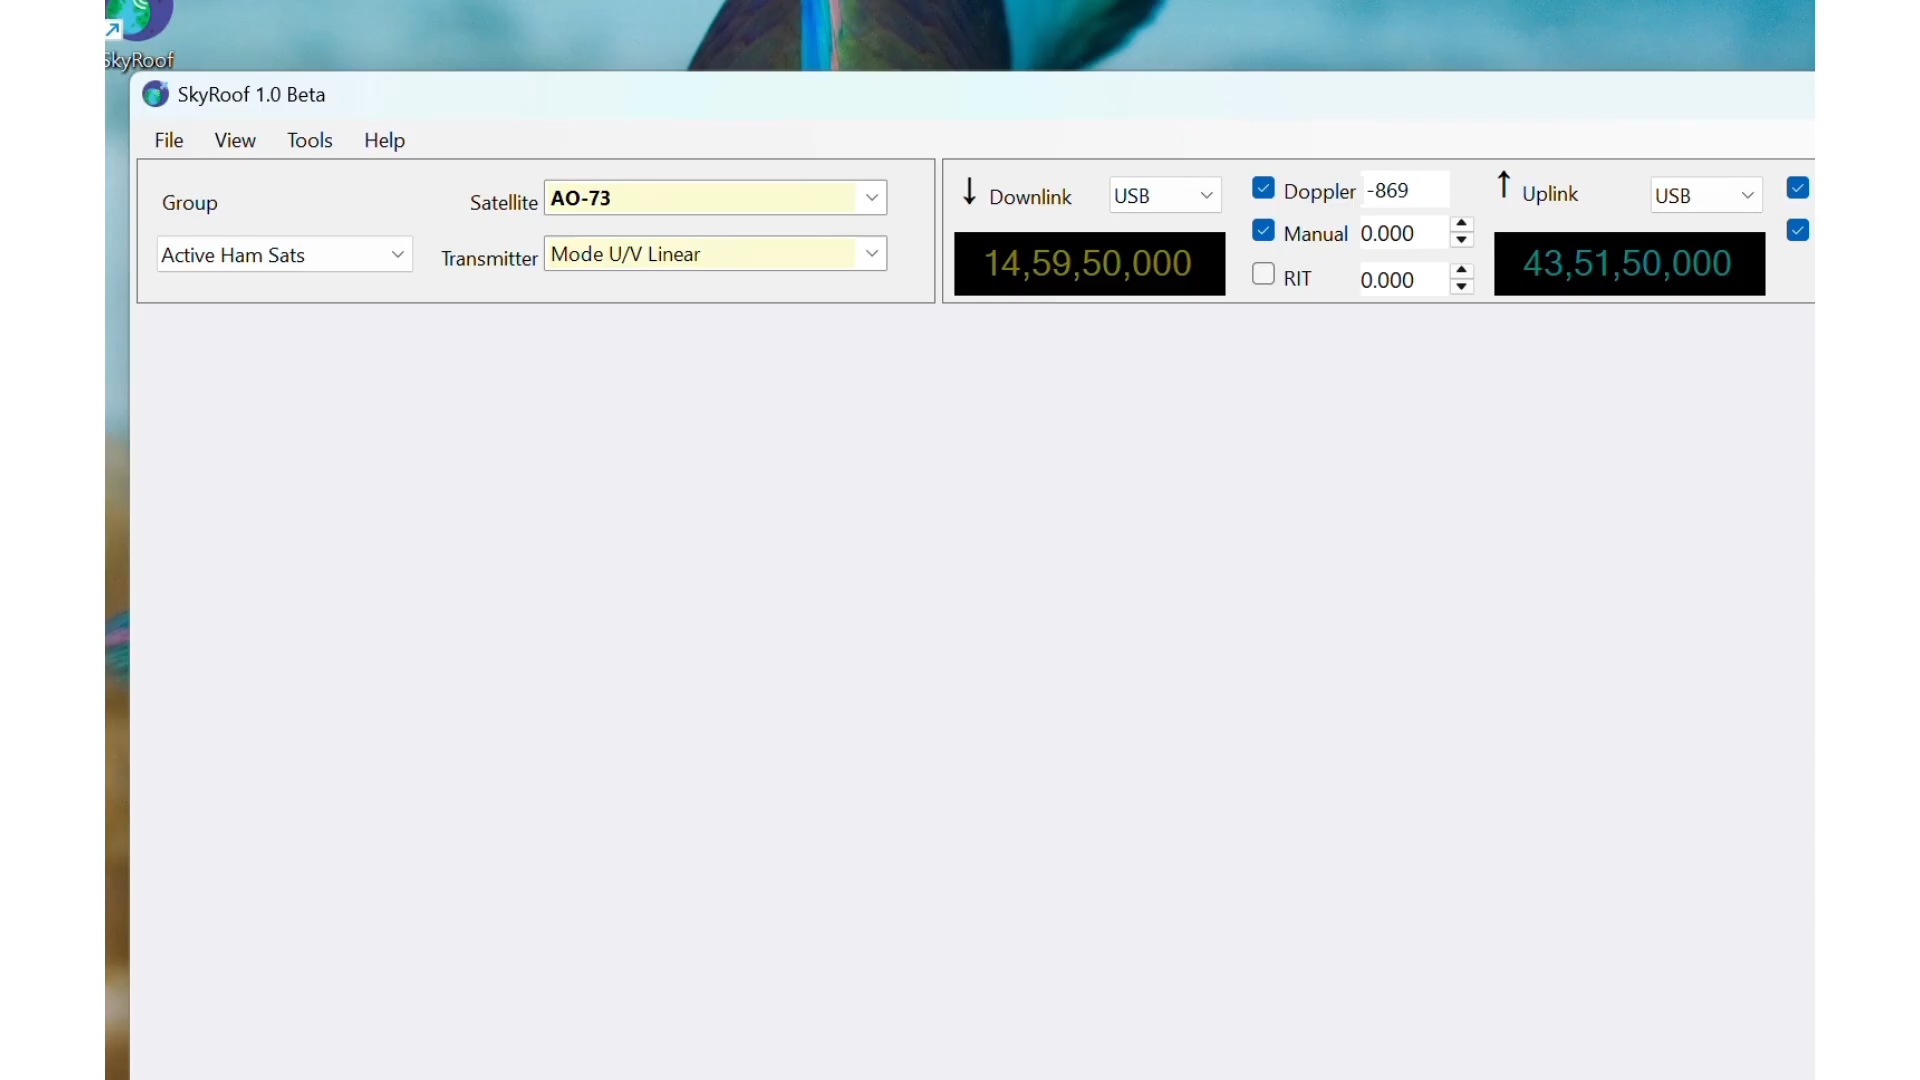 SkyRoof
SkyRoof 1.0 Beta
File View Tools Help
Group
Active Ham Sats
Satellite AO-73
Transmitter Mode U/V Linear
Downlink USB
14,59,50,000
Doppler -869
Manual 0.000
RIT 0.000
Uplink USB
43,51,50,000